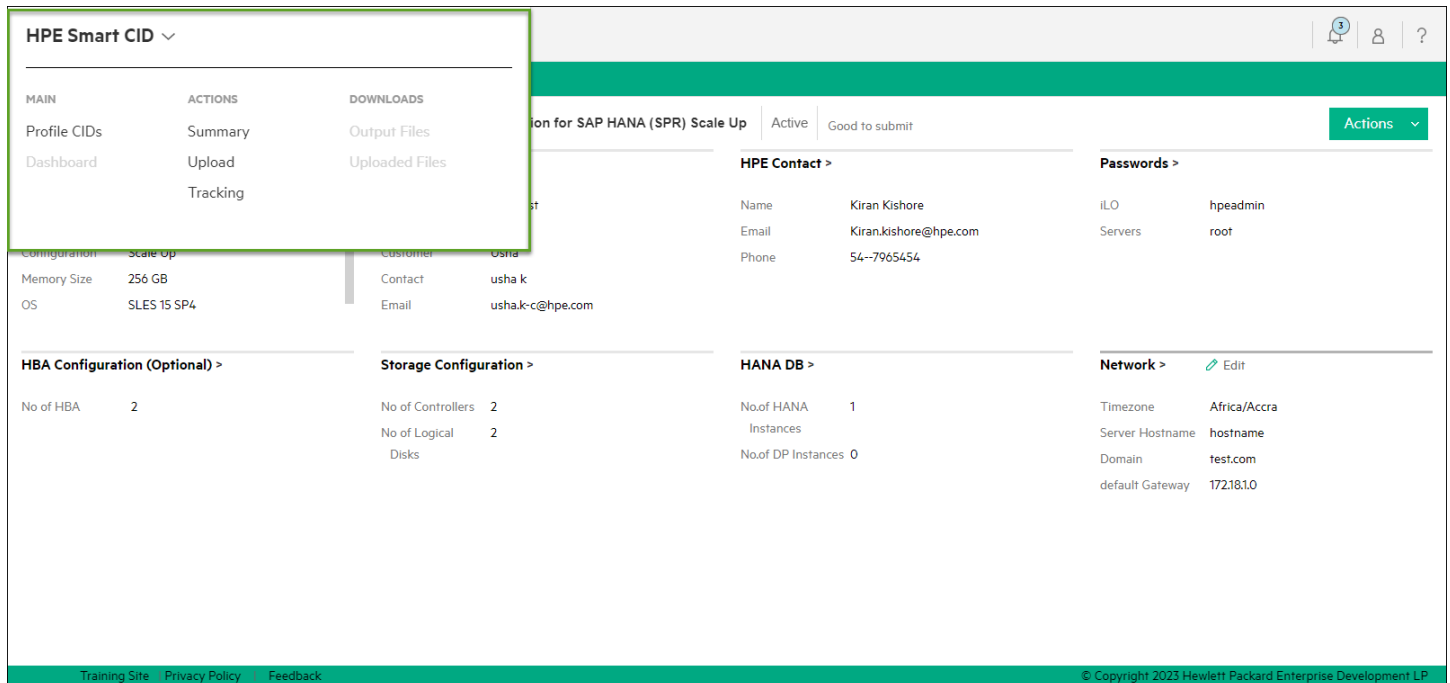 HPE Smart CID
3
?
MAIN ACTIONS DOWNLOADS
Profile CIDs Summary Output Files
Dashboard Upload Uploaded Files
Tracking
ion for SAP HANA (SPR) Scale Up Active Good to submit Actions
HPE Contact > Passwords >
st Name Kiran Kishore iLO hpeadmin
Email Kiran.kishore@hpe.com Servers root
Configuration Scale Up Customer Usha Phone 54--7965454
Memory Size 256 GB Contact usha k
OS SLES 15 SP4 Email usha.k-c@hpe.com
HBA Configuration (Optional) > Storage Configuration > HANA DB > Network > Edit
No of HBA 2 No of Controllers 2 No.of HANA 1 Timezone Africa/Accra
Instances
No of Logical 2 Server Hostname hostname
Disks No.of DP Instances 0 Domain test.com
default Gateway 172.18.1.0
Training Site | Privacy Policy | Feedback © Copyright 2023 Hewlett Packard Enterprise Development LP